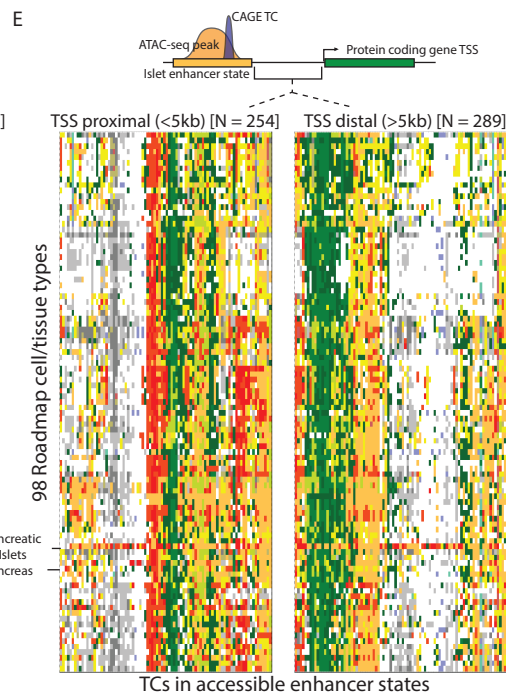 E
CAGE TC
ATAC-seq peak
Protein coding gene TSS
Islet enhancer state
]
TSS proximal (<5kb) [N = 254]
TSS distal (>5kb) [N = 289]
98 Roadmap cell/tissue types
ncreatic
Islets
ncreas
TCs in accessible enhancer states